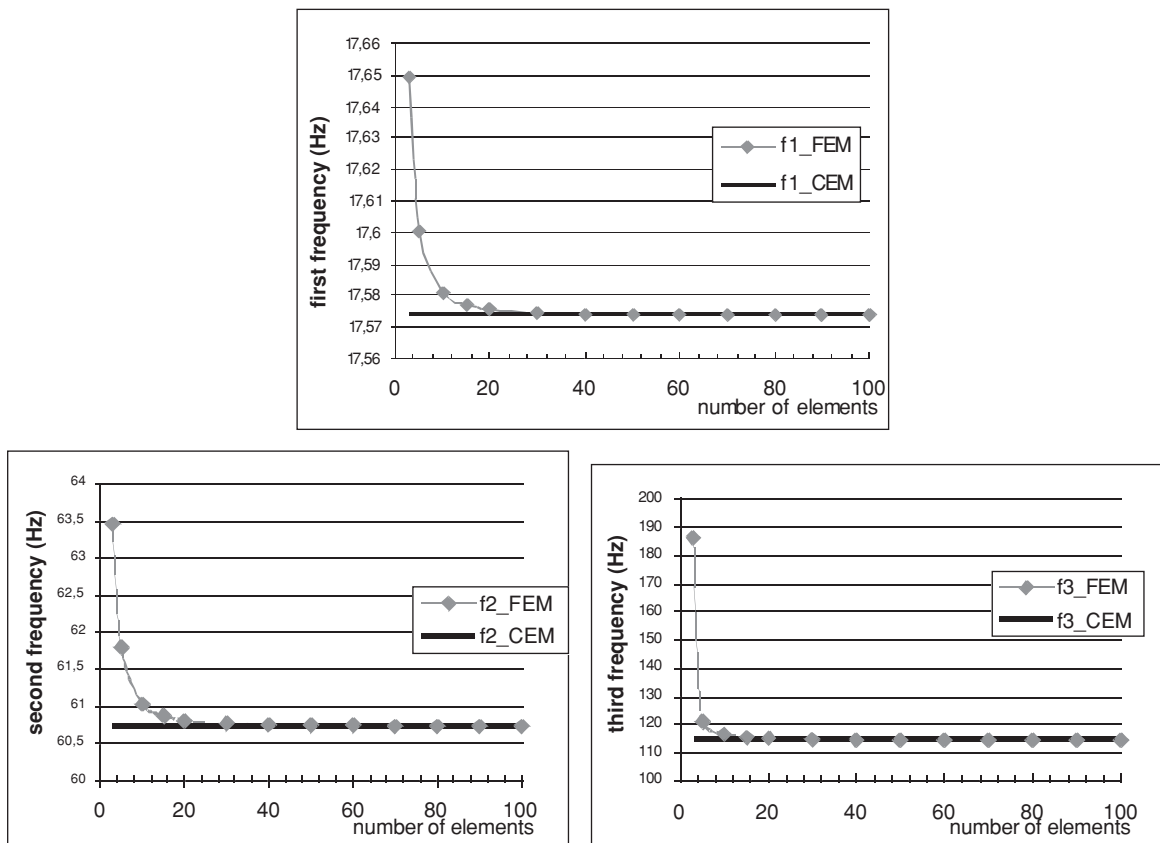 first frequency (Hz)
17,66
17,65
17,64
17,63
17,62
17,61
17,6
17,59
17,58
17,57
17,56
0 20 40 60 80 100
number of elements
f1_FEM
f1_CEM
second frequency (Hz)
64
63,5
63
62,5
62
61,5
61
60,5
60
0 20 40 60 80 100
number of elements
f2_FEM
f2_CEM
third frequency (Hz)
200
190
180
170
160
150
140
130
120
110
100
0 20 40 60 80 100
number of elements
f3_FEM
f3_CEM